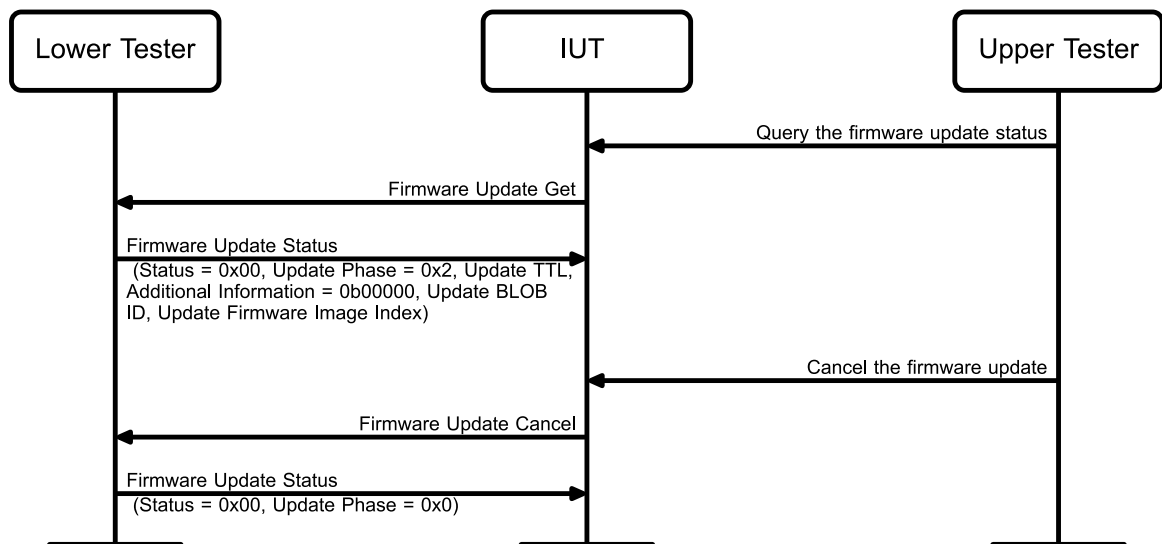 Lower Tester
IUT
Upper Tester
Query the firmware update status
Firmware Update Get
Firmware Update Status
(Status = 0x00, Update Phase = 0x2, Update TTL,
Additional Information = 0b00000, Update BLOB
ID, Update Firmware Image Index)
Cancel the firmware update
Firmware Update Cancel
Firmware Update Status
(Status = 0x00, Update Phase = 0x0)